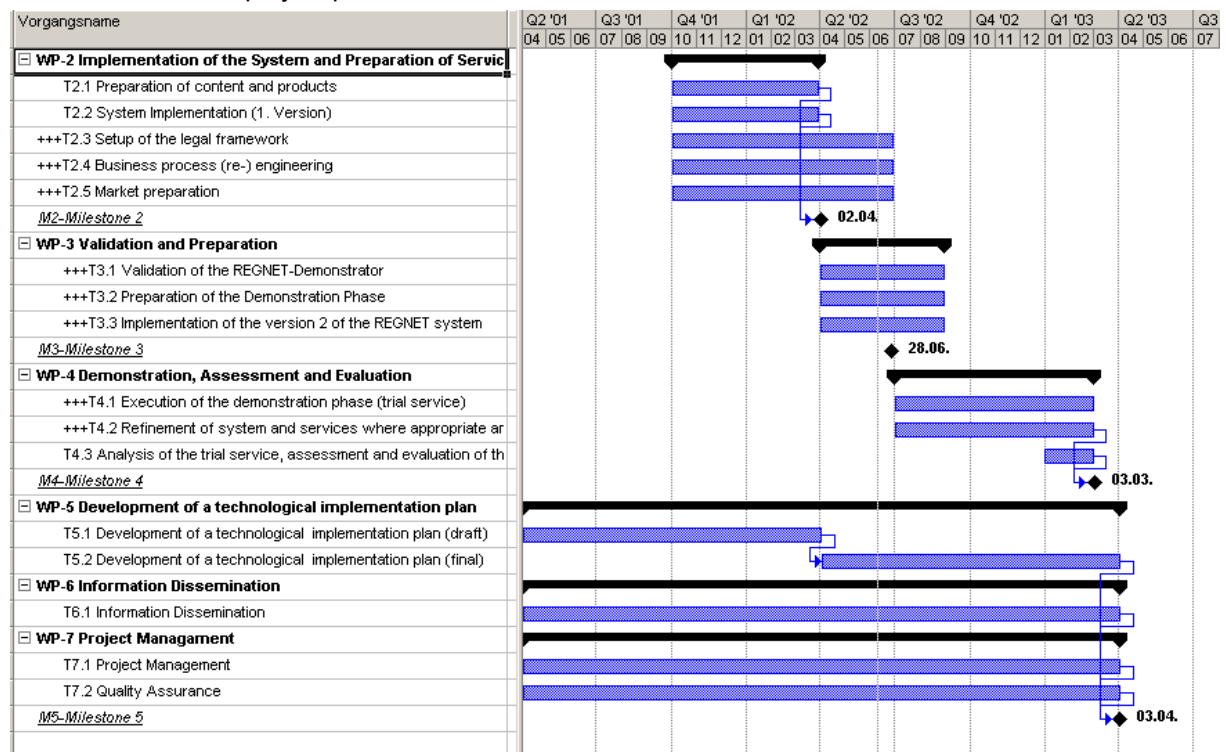 Vorgangsname
Q2 '01 Q3 '01 Q4 '01 Q1 '02 Q2 '02 Q3 '02 Q4 '02 Q1 '03 Q2 '03 Q3
04 05 06 07 08 09 10 11 12 01 02 03 04 05 06 07 08 09 10 11 12 01 02 03 04 05 06 07
WP-2 Implementation of the System and Preparation of Servic
T2.1 Preparation of content and products
T2.2 System Implementation (1. Version)
+++T2.3 Setup of the legal framework
+++T2.4 Business process (re-) engineering
+++T2.5 Market preparation
M2-Milestone 2 02.04.
WP-3 Validation and Preparation
+++T3.1 Validation of the REGNET-Demonstrator
+++T3.2 Preparation of the Demonstration Phase
+++T3.3 Implementation of the version 2 of the REGNET system
M3-Milestone 3 28.06.
WP-4 Demonstration, Assessment and Evaluation
+++T4.1 Execution of the demonstration phase (trial service)
+++T4.2 Refinement of system and services where appropriate ar
T4.3 Analysis of the trial service, assessment and evaluation of th
M4-Milestone 4 03.03.
WP-5 Development of a technological implementation plan
T5.1 Development of a technological implementation plan (draft)
T5.2 Development of a technological implementation plan (final)
WP-6 Information Dissemination
T6.1 Information Dissemination
WP-7 Project Managament
T7.1 Project Management
T7.2 Quality Assurance
M5-Milestone 5 03.04.